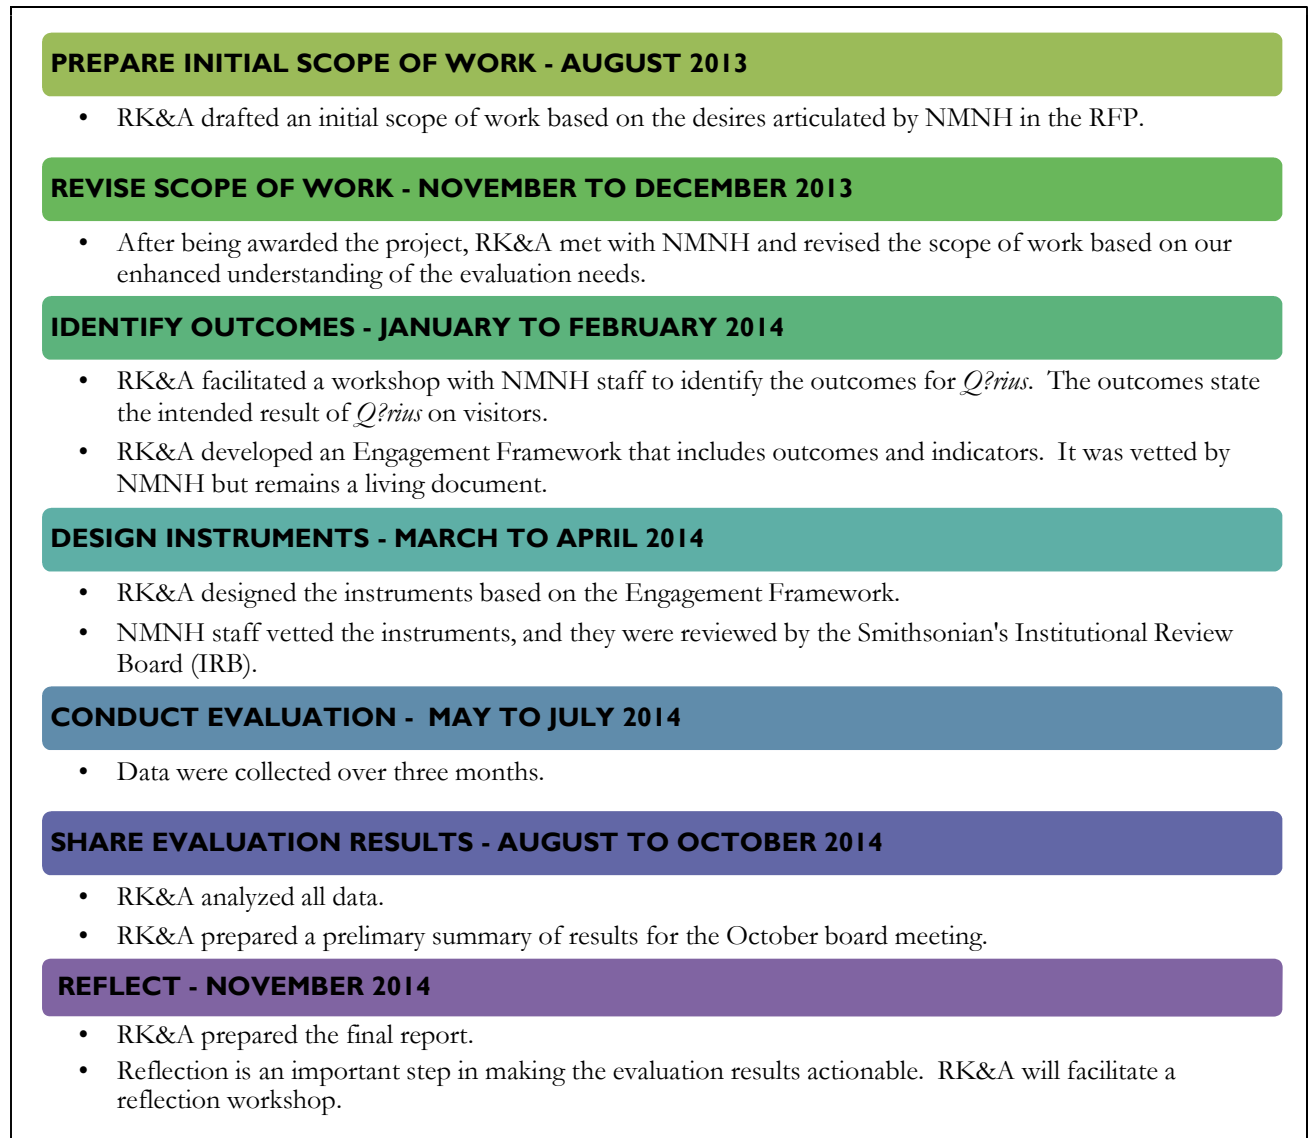 PREPARE INITIAL SCOPE OF WORK - AUGUST 2013
• RK&A drafted an initial scope of work based on the desires articulated by NMNH in the RFP.
REVISE SCOPE OF WORK - NOVEMBER TO DECEMBER 2013
• After being awarded the project, RK&A met with NMNH and revised the scope of work based on our
enhanced understanding of the evaluation needs.
IDENTIFY OUTCOMES - JANUARY TO FEBRUARY 2014
• RK&A facilitated a workshop with NMNH staff to identify the outcomes for Q?rius. The outcomes state
the intended result of Q?rius on visitors.
• RK&A developed an Engagement Framework that includes outcomes and indicators. It was vetted by
NMNH but remains a living document.
DESIGN INSTRUMENTS - MARCH TO APRIL 2014
• RK&A designed the instruments based on the Engagement Framework.
• NMNH staff vetted the instruments, and they were reviewed by the Smithsonian's Institutional Review
Board (IRB).
CONDUCT EVALUATION - MAY TO JULY 2014
• Data were collected over three months.
SHARE EVALUATION RESULTS - AUGUST TO OCTOBER 2014
• RK&A analyzed all data.
• RK&A prepared a prelimary summary of results for the October board meeting.
REFLECT - NOVEMBER 2014
• RK&A prepared the final report.
• Reflection is an important step in making the evaluation results actionable. RK&A will facilitate a
reflection workshop.